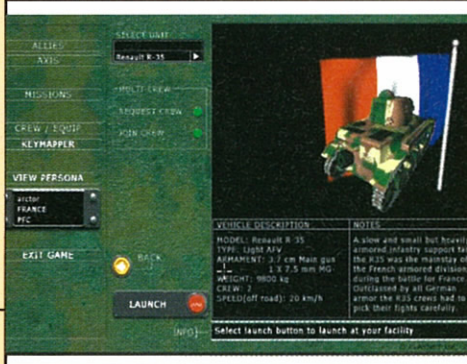 ALLIES
AXIS
MISSIONS
CREW / EQUIP
KEYMAPPER
VIEW PERSONA
arctor
FRANCE
PFC
EXIT GAME
SELECT UNIT
Renault R-35
MULTI CREW
REQUEST CREW
JOIN CREW
BACK
LAUNCH
INFO
VEHICLE DESCRIPTION
MODEL: Renault R 35
TYPE: Light AFV
ARMAMENT: 3.7 cm Main gun
1 X 7.5 mm MG
WEIGHT: 9800 kg
CREW: 2
SPEED(off road): 20 km/h
NOTES
A slow and small but heavil
armored infantry support ta
the R35 was the mainstay o
the French armored division
during the battle for France.
Outclassed by all German
armor the R35 crews had to
pick their fights carefully.
Select launch button to launch at your facility